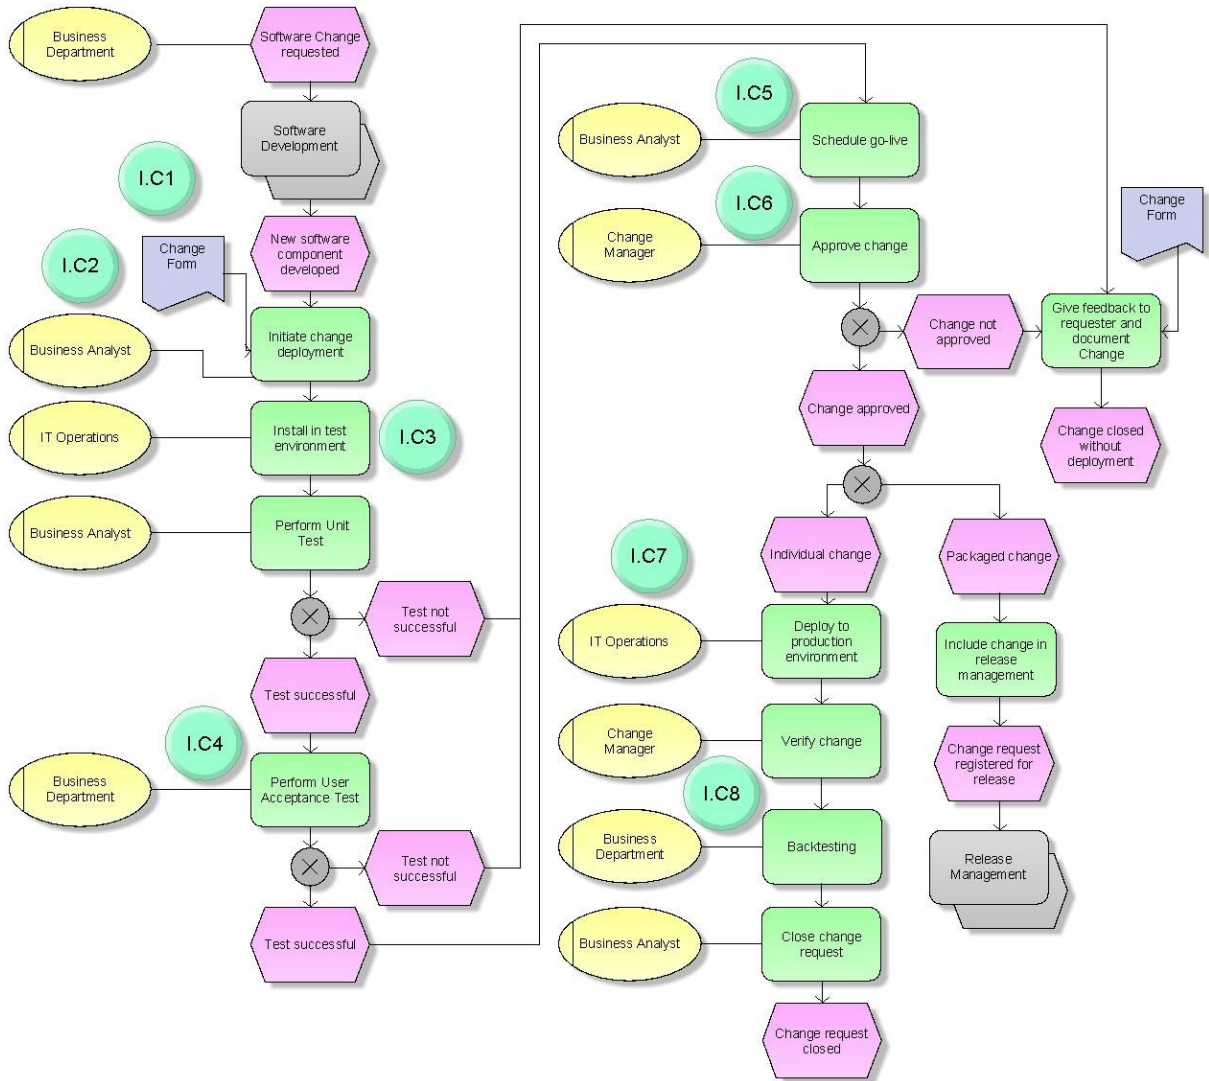 Business
Department
Software Change
requested
Software
Development
I.C1
New software
component
developed
I.C2
Change
Form
Business Analyst
Initiate change
deployment
IT Operations
Install in test
environment
I.C3
Business Analyst
Perform Unit
Test
Test not
successful
Test successful
I.C4
Business
Department
Perform User
Acceptance Test
Test not
successful
Test successful
I.C5
Business Analyst
Schedule go-live
I.C6
Change
Manager
Approve change
Change not
approved
Change
Form
Give feedback to
requester and
document
Change
Change approved
Change closed
without
deployment
Individual change
Packaged change
I.C7
IT Operations
Deploy to
production
environment
Include change in
release
management
Change
Manager
Verify change
Change request
registered for
release
I.C8
Business
Department
Backtesting
Release
Management
Business Analyst
Close change
request
Change request
closed